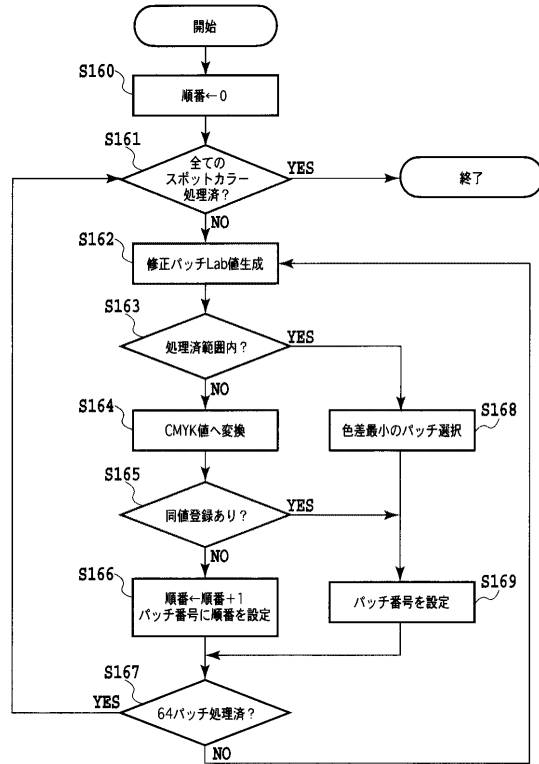 開始
S160
順番←0
S161
全ての
スポットカラー
処理済？
YES
終了
NO
S162
修正パッチLab値生成
S163
処理済範囲内？
YES
NO
S164
CMYK値へ変換
S168
色差最小のパッチ選択
S165
同値登録あり？
YES
NO
S166
順番←順番+1
パッチ番号に順番を設定
S169
パッチ番号を設定
S167
64パッチ処理済？
YES
NO